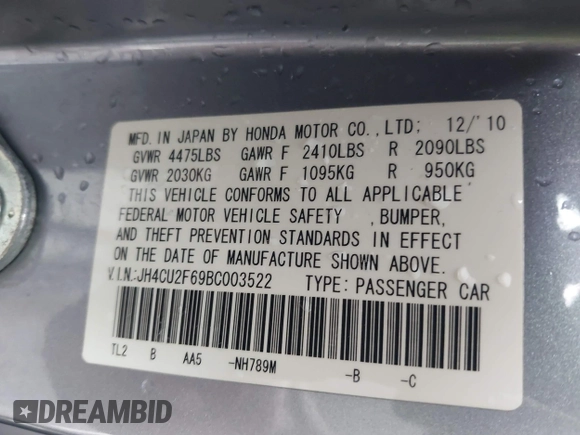 MFD. IN JAPAN BY HONDA MOTOR CO., LTD: 12/'10
GVWR 4475LBS GAWR F 2410LBS R 2090LBS
GVWR 2030KG GAWR F 1095KG R 950KG
THIS VEHICLE CONFORMS TO ALL APPLICABLE
FEDERAL MOTOR VEHICLE SAFETY , BUMPER,
AND THEFT PREVENTION STANDARDS IN EFFECT
ON THE DATE OF MANUFACTURE SHOWN ABOVE.
V.I.N.:JH4CU2F69BC003522 TYPE: PASSENGER CAR
TL2 B AA5 -NH789M -B -C
DREAMBID